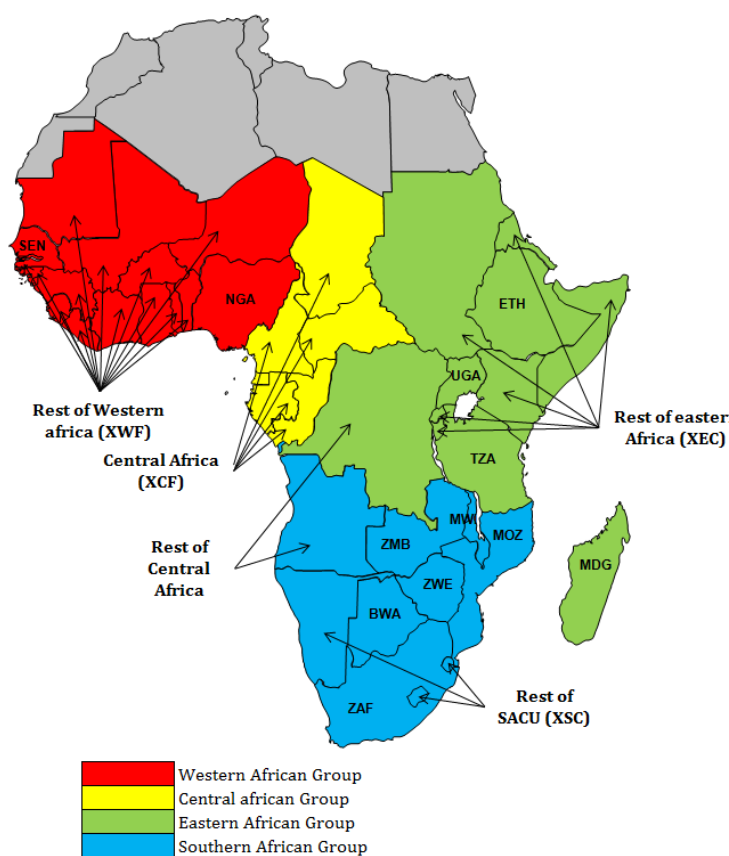 SEN
NGA
ETH
UGA
Rest of Western
africa (XWF)
Rest of eastern
Africa (XEC)
Central Africa
(XCF)
TZA
MW
MOZ
Rest of
Central
Africa
ZMB
MDG
ZWE
BWA
Rest of
SACU (XSC)
ZAF
Western African Group
Central african Group
Eastern African Group
Southern African Group